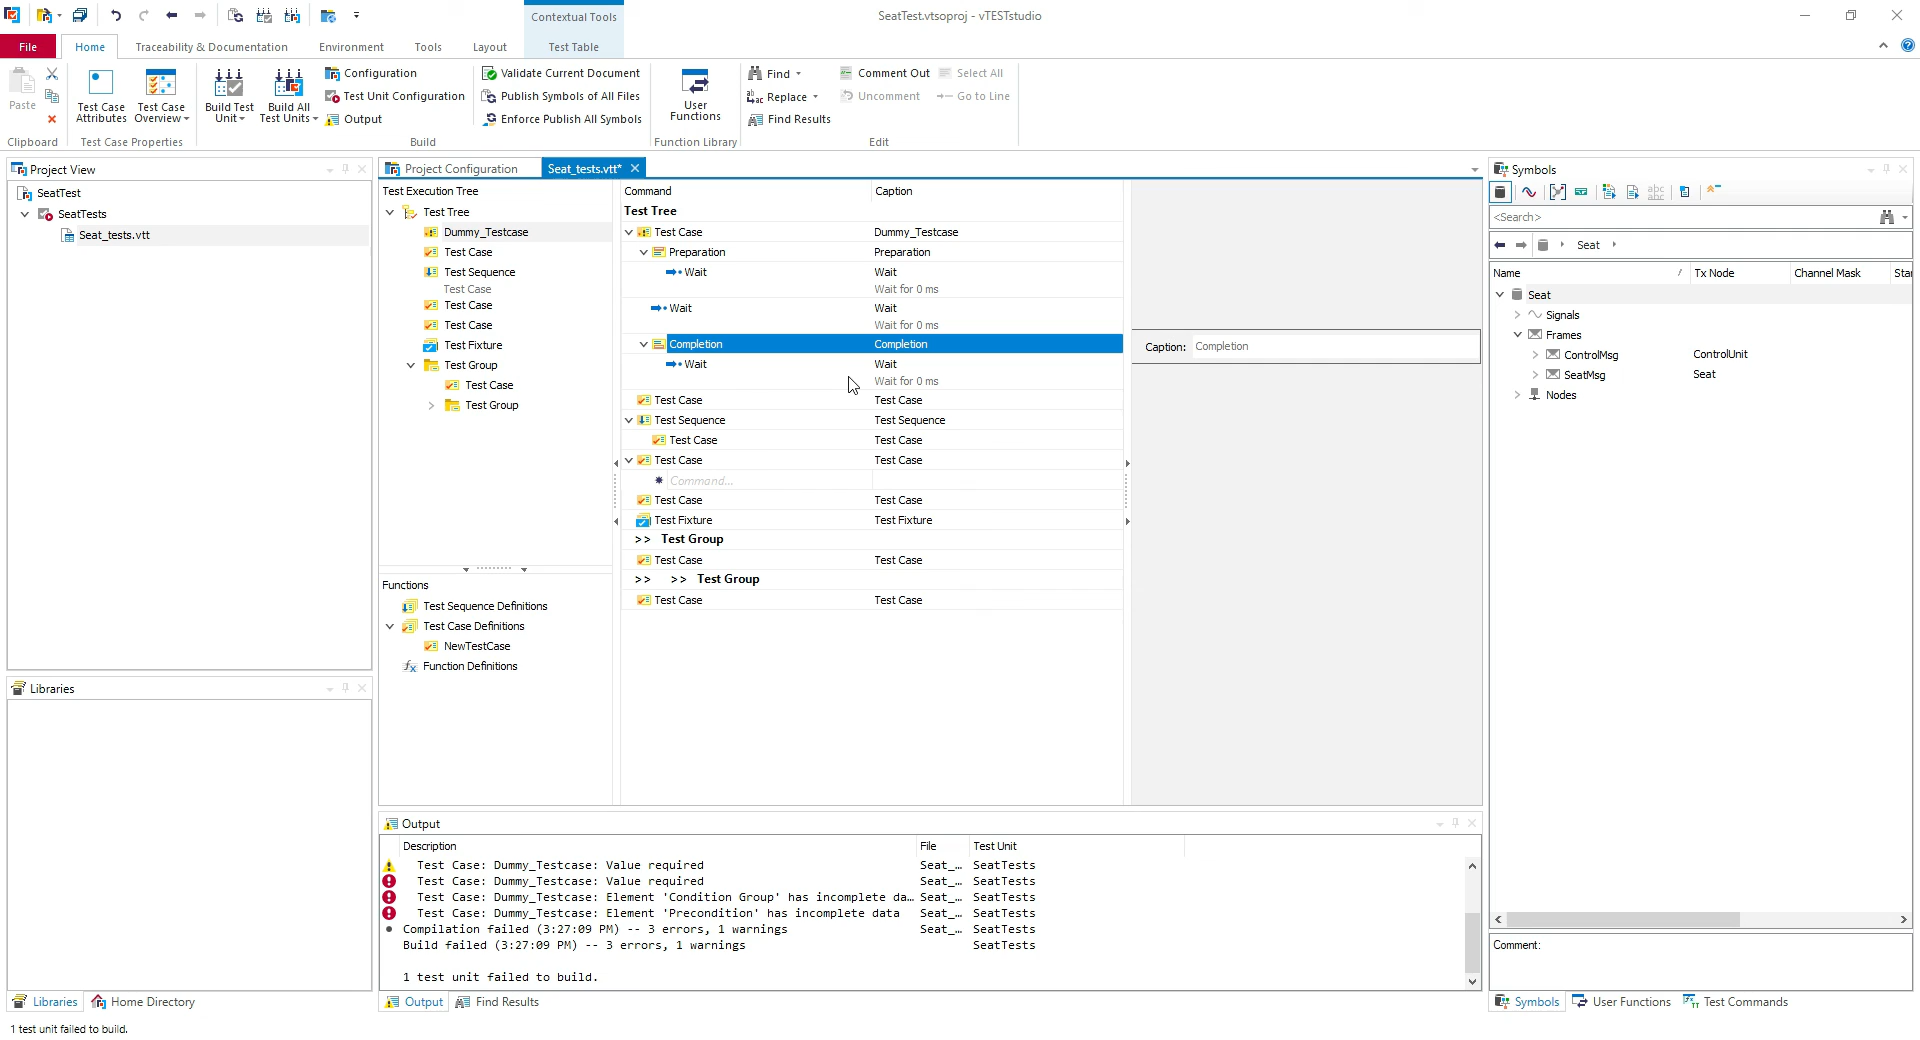 Contextual Tools
SeatTest.vtsoproj - vTESTstudio
File
Home
Traceability & Documentation
Environment
Tools
Layout
Test Table
Paste
Test Case Attributes
Test Case Overview
Build Test Unit
Build All Test Units
Configuration
Test Unit Configuration
Output
Validate Current Document
Publish Symbols of All Files
Enforce Publish All Symbols
User Functions
Find
Replace
Find Results
Comment Out
Uncomment
Select All
Go to Line
Clipboard
Test Case Properties
Build
Function Library
Edit
Project View
SeatTest
SeatTests
Seat_tests.vtt
Libraries
Libraries
Home Directory
1 test unit failed to build.
Project Configuration
Seat_tests.vtt*
Test Execution Tree
Test Tree
Dummy_Testcase
Test Case
Test Sequence
Test Case
Test Case
Test Case
Test Fixture
Test Group
Test Case
Test Group
Functions
Test Sequence Definitions
Test Case Definitions
NewTestCase
fx Function Definitions
Command Caption
Test Tree
Test Case Dummy_Testcase
Preparation Preparation
Wait Wait
Wait for 0 ms
Wait Wait
Wait for 0 ms
Completion Completion
Wait Wait
Wait for 0 ms
Test Case Test Case
Test Sequence Test Sequence
Test Case Test Case
Test Case Test Case
Command...
Test Case Test Case
Test Fixture Test Fixture
>> Test Group
Test Case Test Case
>> >> Test Group
Test Case Test Case
Caption: Completion
Output
Description File Test Unit
Test Case: Dummy_Testcase: Value required Seat_... SeatTests
Test Case: Dummy_Testcase: Value required Seat_... SeatTests
Test Case: Dummy_Testcase: Element 'Condition Group' has incomplete da... Seat_... SeatTests
Test Case: Dummy_Testcase: Element 'Precondition' has incomplete data Seat_... SeatTests
Compilation failed (3:27:09 PM) -- 3 errors, 1 warnings Seat_... SeatTests
Build failed (3:27:09 PM) -- 3 errors, 1 warnings SeatTests
1 test unit failed to build.
Output
Find Results
Symbols
<Search>
Seat
Name Tx Node Channel Mask Star
Seat
Signals
Frames
ControlMsg ControlUnit
SeatMsg Seat
Nodes
Comment:
Symbols
User Functions
Test Commands